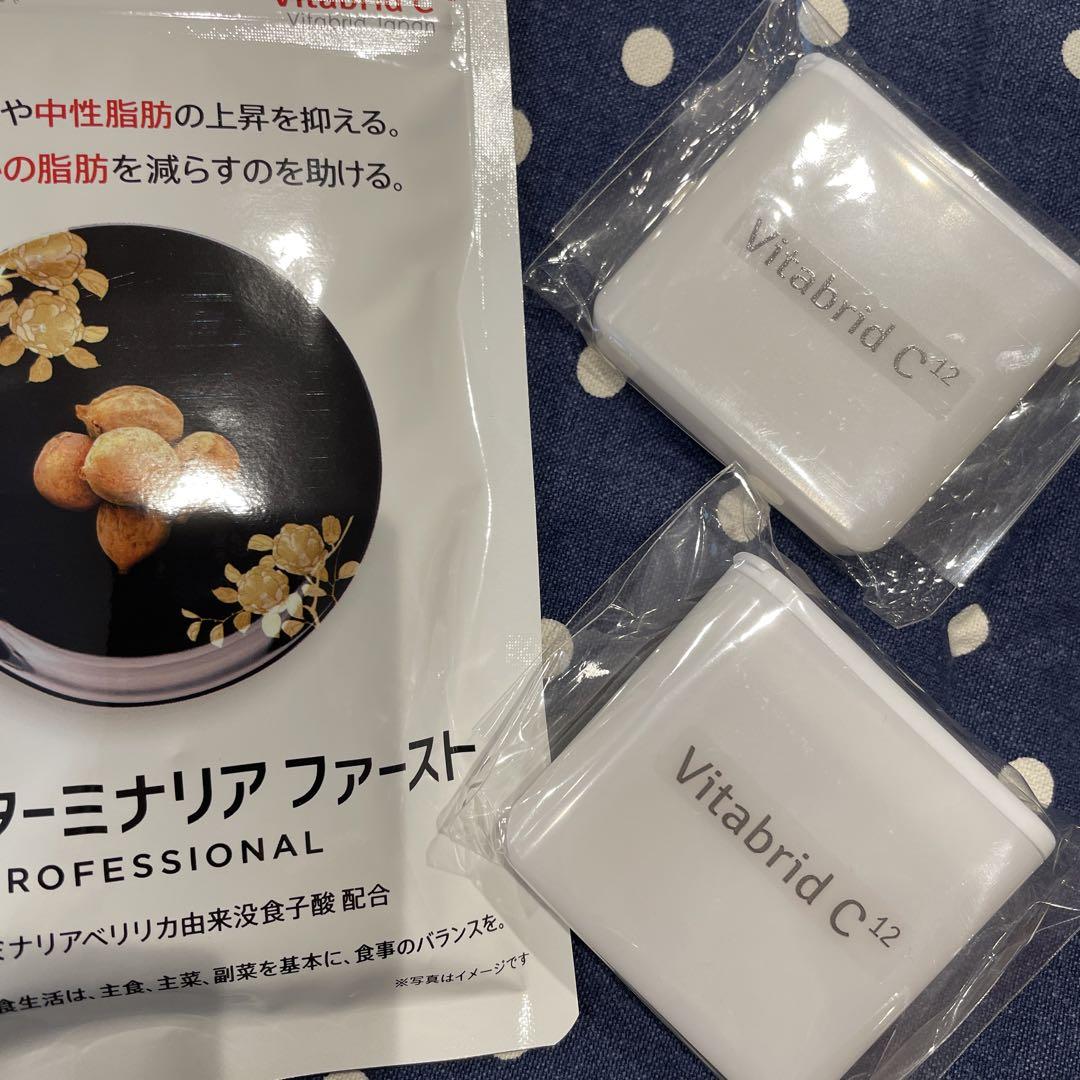 Vitabrid C
Vitabrid Japan
や中性脂肪の上昇を抑える。
の脂肪を減らすのを助ける。
ターミナリア ファースト
ROFESSIONAL
ミナリアベリリカ由来没食子酸 配合
食生活は、主食、主菜、副菜を基本に、食事のバランスを。
※写真はイメージです
Vitabrid C¹²
Vitabrid C¹²